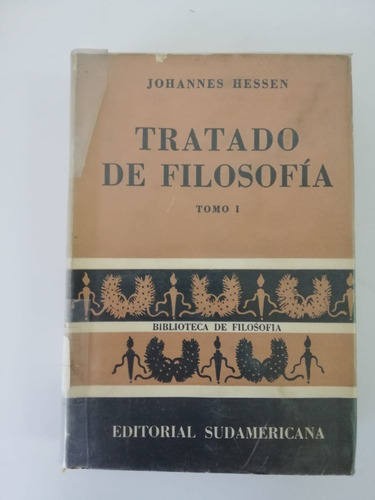 JOHANNES HESSEN
TRATADO
DE FILOSOFÍA
TOMO I
BIBLIOTECA DE FILOSOFIA
EDITORIAL SUDAMERICANA